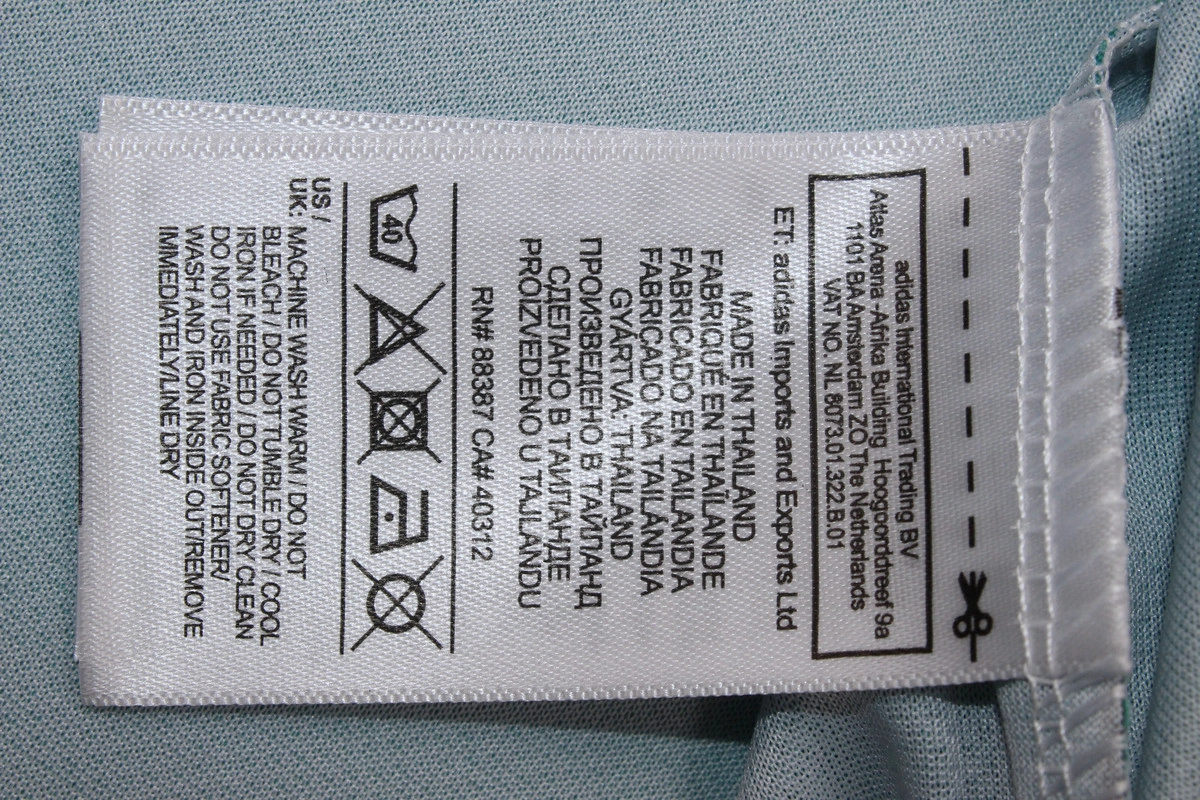 adidas International Trading BV
Atlas Arena -Afrika Building, Hoogoorddreef 9a
1101 BA Amsterdam ZO The Netherlands
VAT NO. NL 8073.01.322.B.01
ET: adidas Imports and Exports Ltd
MADE IN THAILAND
FABRIQUÉ EN THAÏLANDE
FABRICADO EN TAILANDIA
FABRICADO NA TAILÂNDIA
GYÁRTVA: THAILAND
ПРОИЗВЕДЕНО В ТАЙЛАНД
СДЕЛАНО В ТАИЛАНДЕ
PROIZVEDENO U TAJLANDU
RN# 88387 CA# 40312
40
US /
UK: MACHINE WASH WARM / DO NOT
BLEACH / DO NOT TUMBLE DRY / COOL
IRON IF NEEDED / DO NOT DRY CLEAN
DO NOT USE FABRIC SOFTENER/
WASH AND IRON INSIDE OUT/REMOVE
IMMEDIATELY/LINE DRY